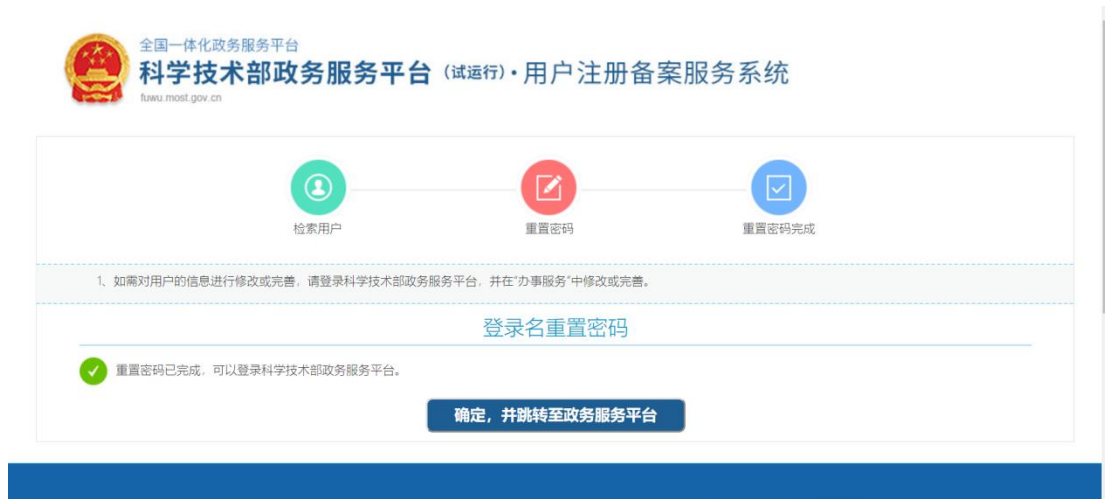 全国一体化政务服务平台
科学技术部政务服务平台（试运行）·用户注册备案服务系统
fuwu.most.gov.cn
检索用户
重置密码
重置密码完成
1、如需对用户的信息进行修改或完善，请登录科学技术部政务服务平台，并在“办事服务”中修改或完善。
登录名重置密码
重置密码已完成，可以登录科学技术部政务服务平台。
确定，并跳转至政务服务平台